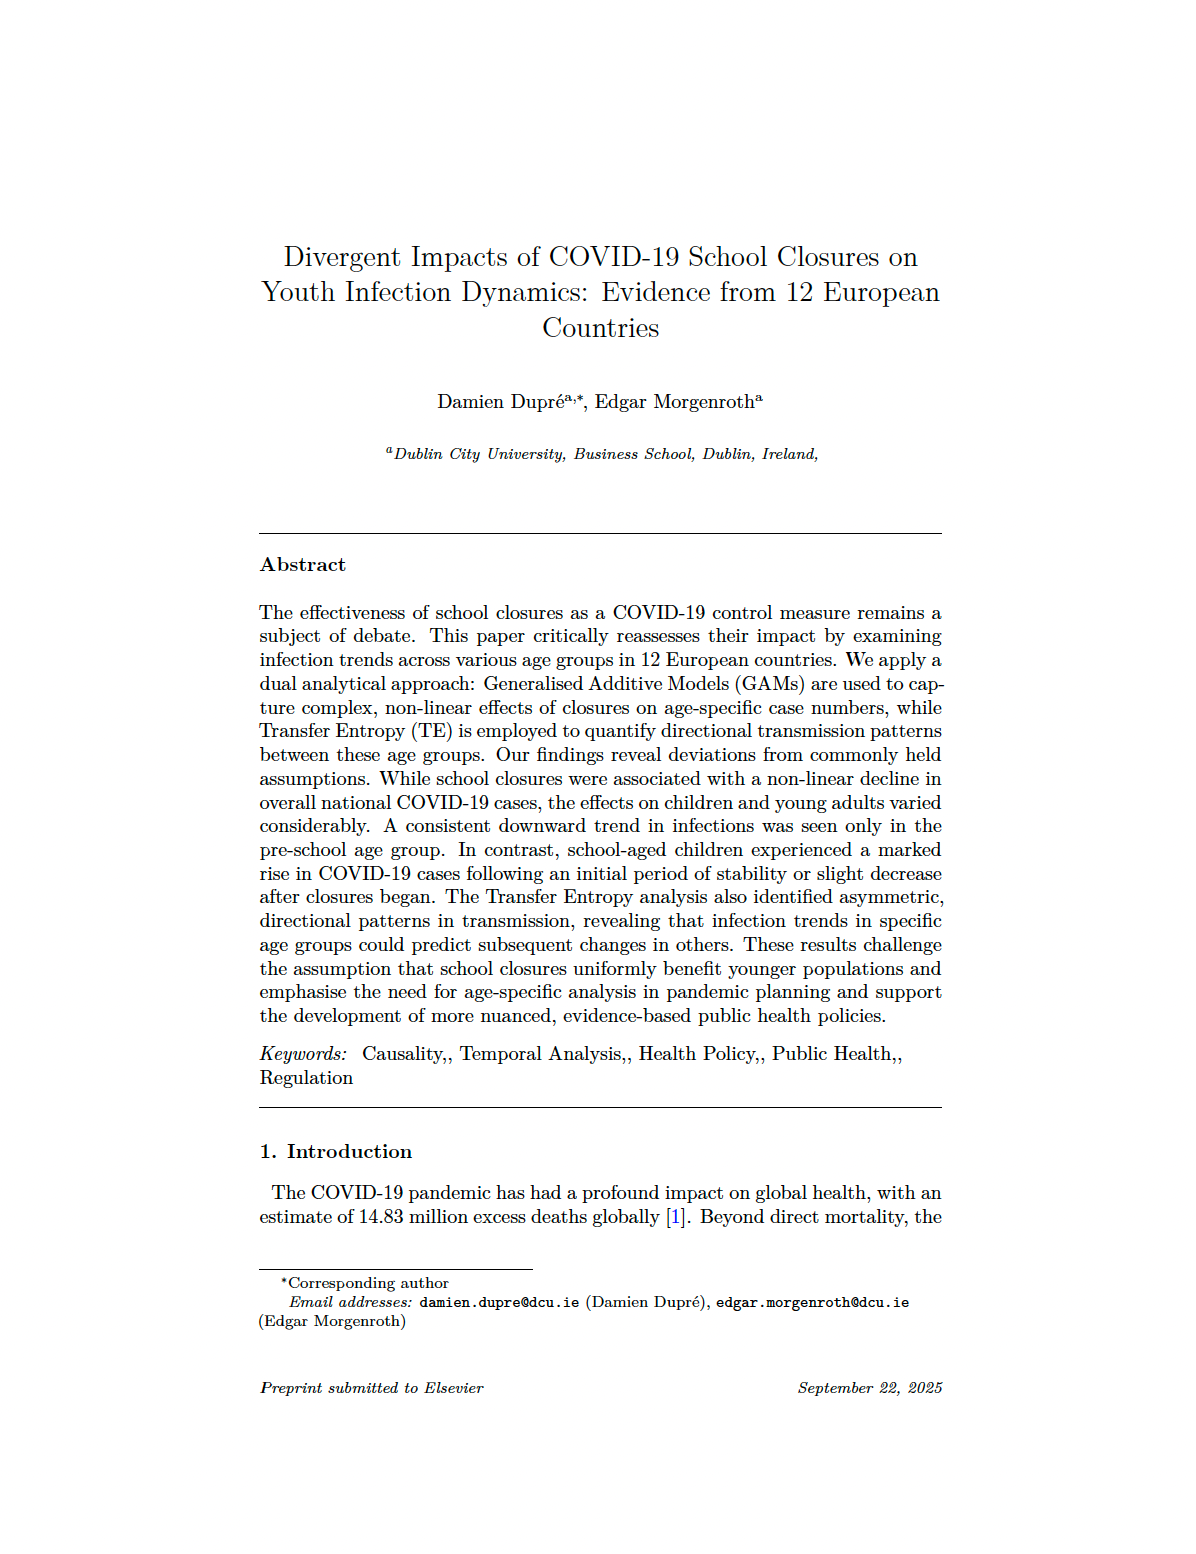 Divergent Impacts of COVID-19 School Closures on
Youth Infection Dynamics: Evidence from 12 European
Countries
Damien Dupréᵃ,*, Edgar Morgenrothᵃ
ᵃDublin City University, Business School, Dublin, Ireland,
Abstract
The effectiveness of school closures as a COVID-19 control measure remains a
subject of debate. This paper critically reassesses their impact by examining
infection trends across various age groups in 12 European countries. We apply a
dual analytical approach: Generalised Additive Models (GAMs) are used to cap-
ture complex, non-linear effects of closures on age-specific case numbers, while
Transfer Entropy (TE) is employed to quantify directional transmission patterns
between these age groups. Our findings reveal deviations from commonly held
assumptions. While school closures were associated with a non-linear decline in
overall national COVID-19 cases, the effects on children and young adults varied
considerably. A consistent downward trend in infections was seen only in the
pre-school age group. In contrast, school-aged children experienced a marked
rise in COVID-19 cases following an initial period of stability or slight decrease
after closures began. The Transfer Entropy analysis also identified asymmetric,
directional patterns in transmission, revealing that infection trends in specific
age groups could predict subsequent changes in others. These results challenge
the assumption that school closures uniformly benefit younger populations and
emphasise the need for age-specific analysis in pandemic planning and support
the development of more nuanced, evidence-based public health policies.
Keywords: Causality,, Temporal Analysis,, Health Policy,, Public Health,,
Regulation
1. Introduction
The COVID-19 pandemic has had a profound impact on global health, with an
estimate of 14.83 million excess deaths globally [1]. Beyond direct mortality, the
*Corresponding author
Email addresses: damien.dupre@dcu.ie (Damien Dupré), edgar.morgenroth@dcu.ie
(Edgar Morgenroth)
Preprint submitted to Elsevier September 22, 2025